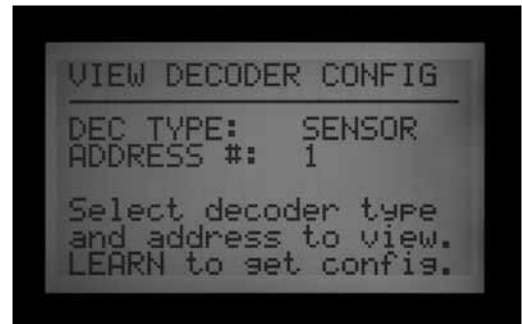 VIEW DECODER CONFIG
DEC TYPE: SENSOR
ADDRESS #: 1
Select decoder type
and address to view.
LEARN to get config.